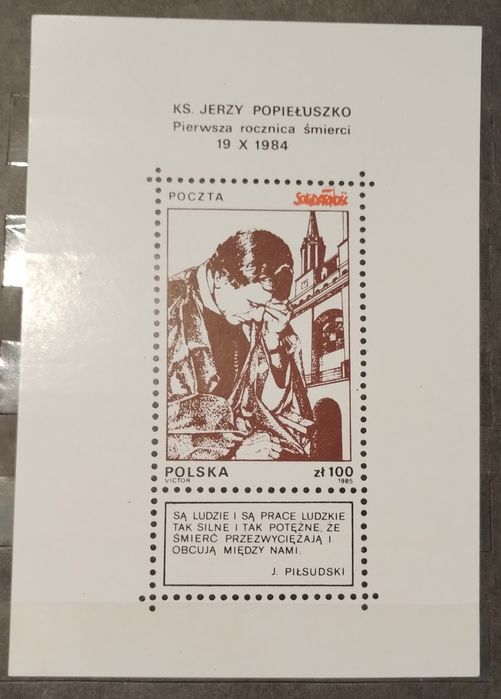 KS. JERZY POPIEŁUSZKO
Pierwsza rocznica śmierci
19 X 1984
POCZTA SOLIDARNOŚĆ
POLSKA zł 100
VICTOR 1985
SĄ LUDZIE I SĄ PRACE LUDZKIE
TAK SILNE I TAK POTĘŻNE, ŻE
ŚMIERĆ PRZEZWYCIĘŻAJĄ I
OBCUJĄ MIĘDZY NAMI.
J. PIŁSUDSKI